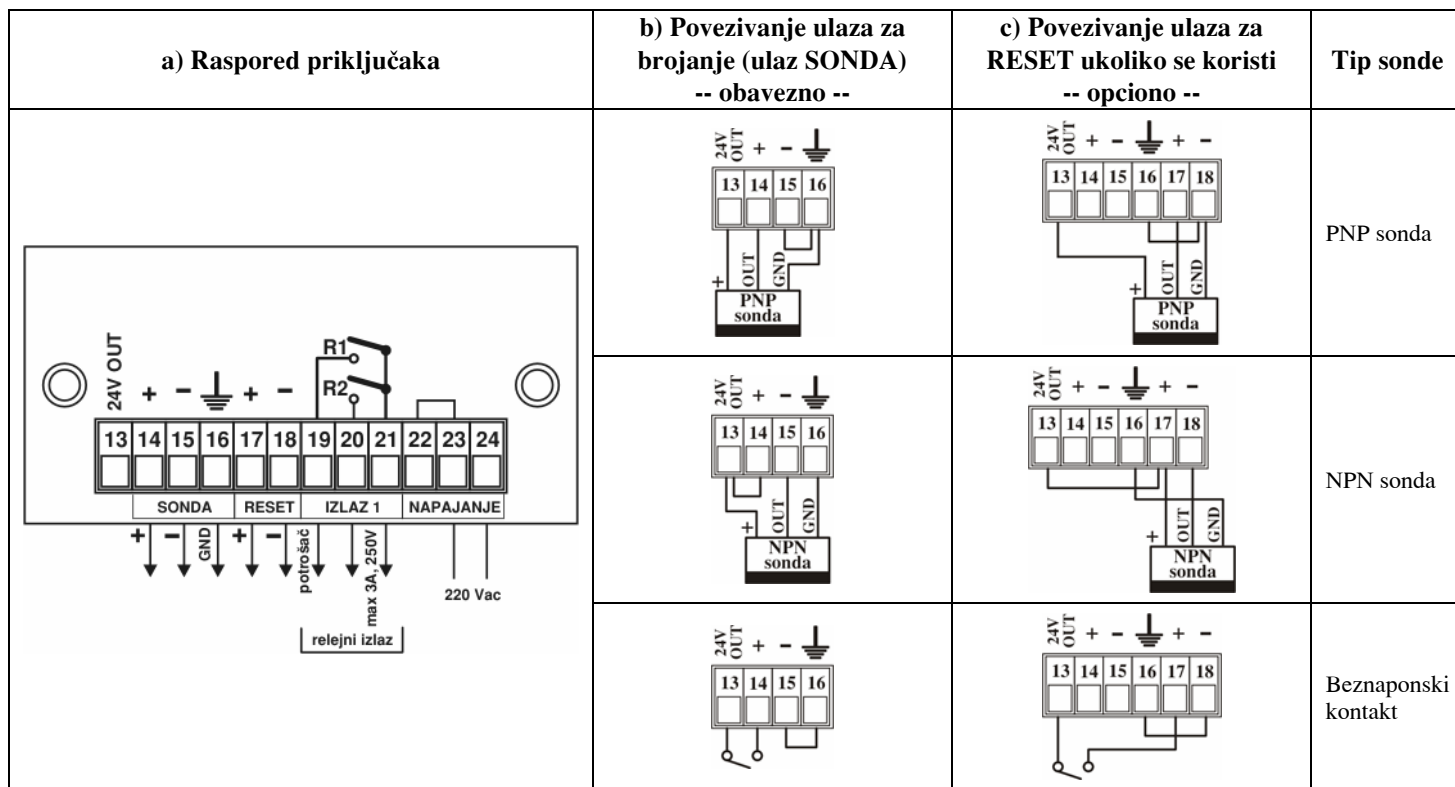 a) Raspored priključaka
b) Povezivanje ulaza za
brojanje (ulaz SONDA)
-- obavezno --
c) Povezivanje ulaza za
RESET ukoliko se koristi
-- opciono --
Tip sonde
24V OUT
+ - + -
R1
R2
13 14 15 16 17 18 19 20 21 22 23 24
SONDA RESET IZLAZ 1 NAPAJANJE
+ - GND + - potrošač max 3A, 250V
220 Vac
relejni izlaz
24V
OUT + -
13 14 15 16
+ OUT GND
PNP
sonda
24V
OUT + - + -
13 14 15 16 17 18
+ OUT GND
PNP
sonda
PNP sonda
24V
OUT + -
13 14 15 16
+ OUT GND
NPN
sonda
24V
OUT + - + -
13 14 15 16 17 18
+ OUT GND
NPN
sonda
NPN sonda
24V
OUT + -
13 14 15 16
24V
OUT + - + -
13 14 15 16 17 18
Beznaponski
kontakt